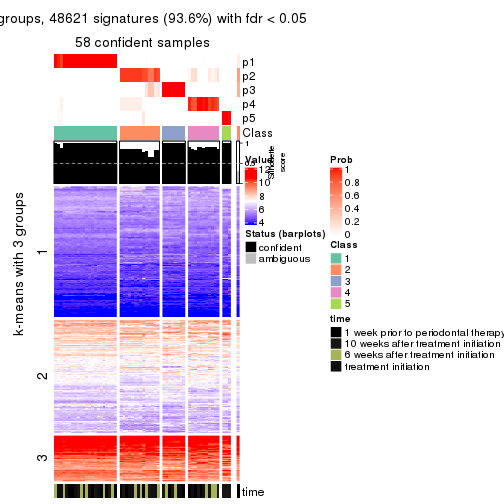 groups, 48621 signatures (93.6%) with fdr < 0.05
58 confident samples
p1
p2
p3
p4
p5
Class
1
score
Value
12
10
8
6
4
Status (barplots)
confident
ambiguous
Prob
1
0.8
0.6
0.4
0.2
0
Class
1
2
3
4
5
time
1 week prior to periodontal therapy
10 weeks after treatment initiation
6 weeks after treatment initiation
treatment initiation
k-means with 3 groups
1
2
3
time